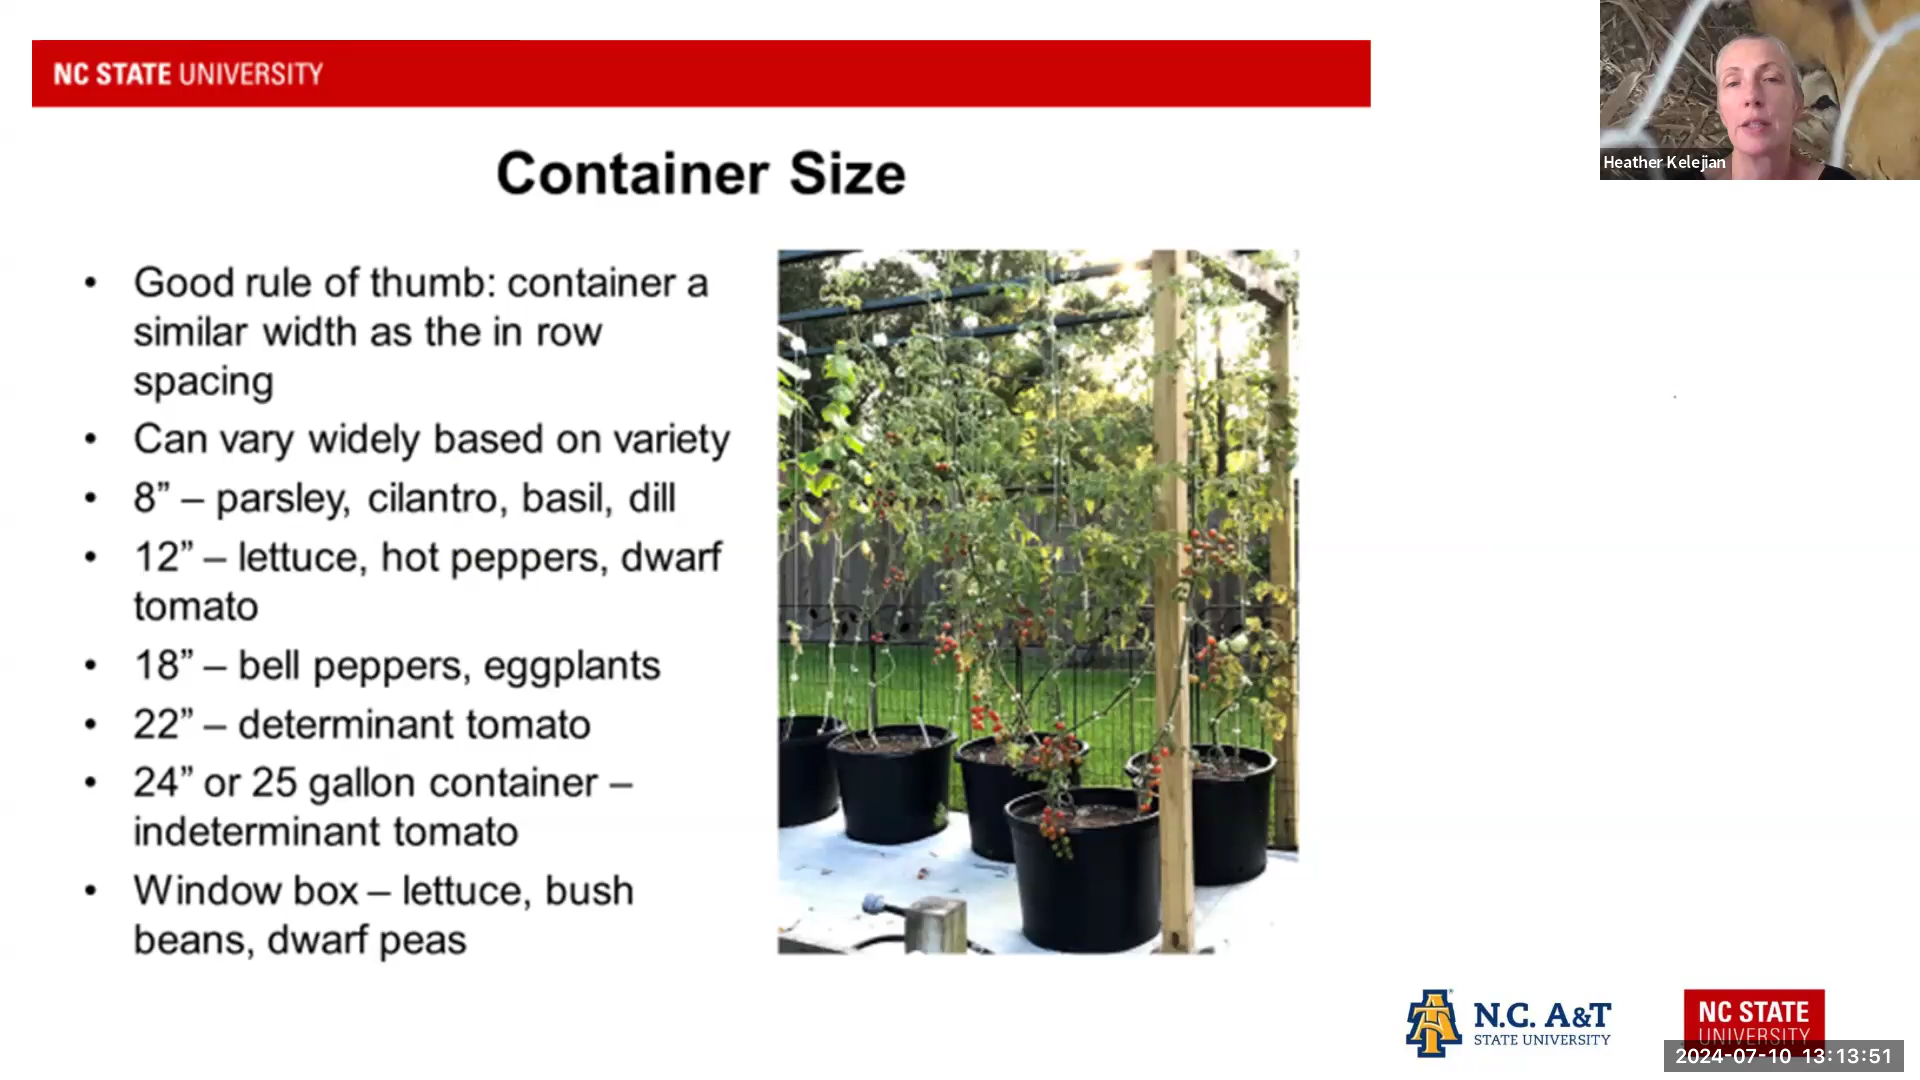 NC STATE UNIVERSITY
Heather Kelejian
Container Size
• Good rule of thumb: container a
similar width as the in row
spacing
• Can vary widely based on variety
• 8” – parsley, cilantro, basil, dill
• 12” – lettuce, hot peppers, dwarf
tomato
• 18” – bell peppers, eggplants
• 22” – determinant tomato
• 24” or 25 gallon container –
indeterminant tomato
• Window box – lettuce, bush
beans, dwarf peas
N.C. A&T
STATE UNIVERSITY
NC STATE
UNIVERSITY
2024-07-10 13:13:51